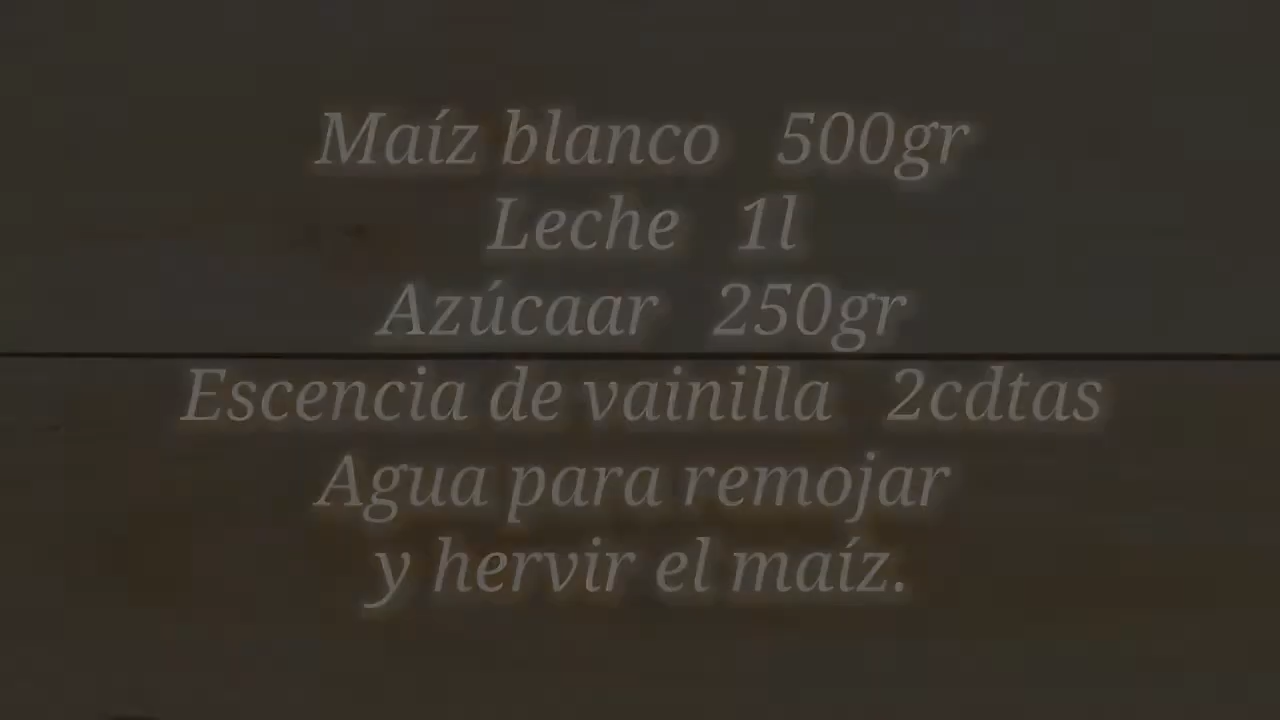 Maíz blanco 500gr
Leche 1l
Azúcaar 250gr
Escencia de vainilla 2cdtas
Agua para remojar
y hervir el maíz.